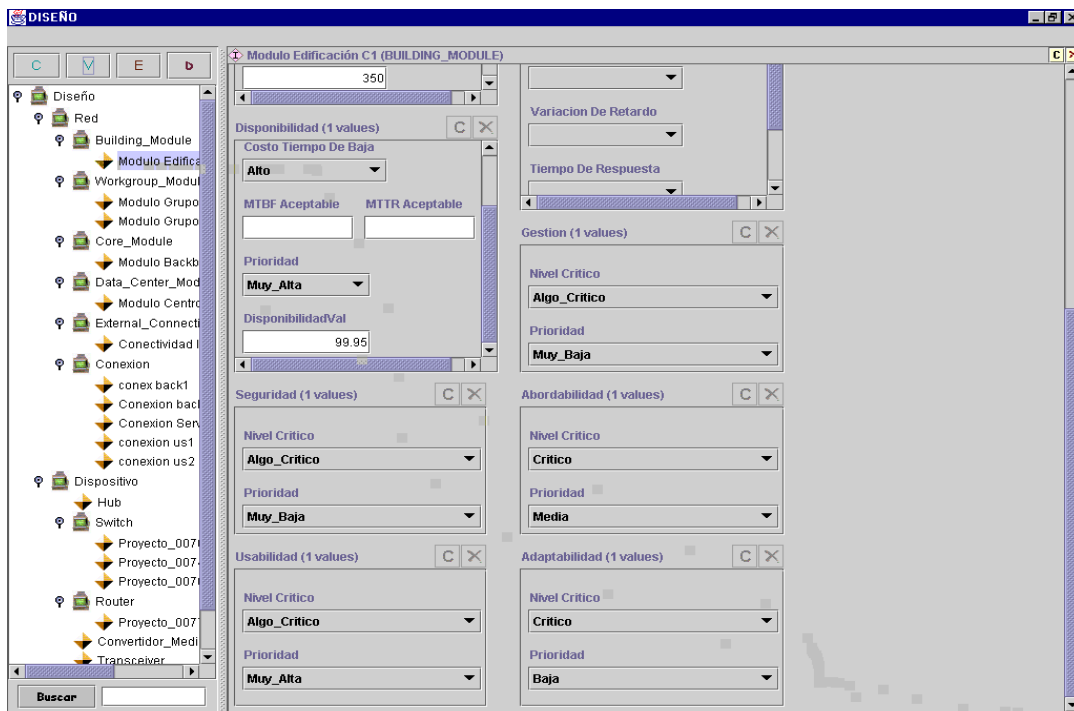 DISEÑO
C V E D
Diseño
Red
Building_Module
Modulo Edifica
Workgroup_Modul
Modulo Grupo
Modulo Grupo
Core_Module
Modulo Backb
Data_Center_Mod
Modulo Centro
External_Connecti
Conectividad I
Conexion
conex back1
Conexion bacl
Conexion Serv
conexion us1
conexion us2
Dispositivo
Hub
Switch
Proyecto_007
Proyecto_007
Proyecto_007
Router
Proyecto_007
Convertidor_Medi
Transceiver
Buscar
Modulo Edificación C1 (BUILDING_MODULE)
C
350
Disponibilidad (1 values)
C
Costo Tiempo De Baja
Alto
MTBF Aceptable MTTR Aceptable
Prioridad
Muy_Alta
DisponibilidadVal
99.95
Variacion De Retardo
Tiempo De Respuesta
Gestion (1 values)
C
Nivel Critico
Algo_Critico
Prioridad
Muy_Baja
Seguridad (1 values)
C
Nivel Critico
Algo_Critico
Prioridad
Muy_Baja
Abordabilidad (1 values)
C
Nivel Critico
Critico
Prioridad
Media
Usabilidad (1 values)
C
Nivel Critico
Algo_Critico
Prioridad
Muy_Alta
Adaptabilidad (1 values)
C
Nivel Critico
Critico
Prioridad
Baja